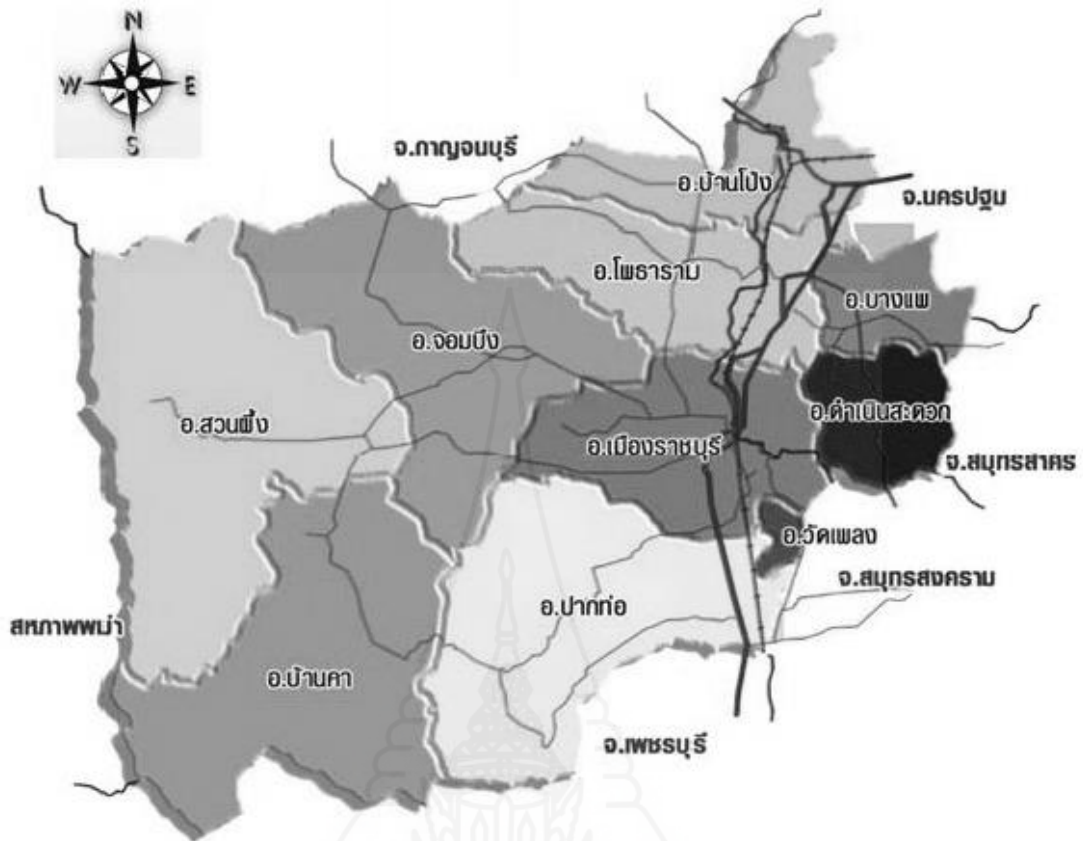 N
W E
S
จ.กาญจนบุรี
อ.บ้านโป่ง
จ.นครปฐม
อ.โพธาราม
อ.บางแพ
อ.จอมบึง
อ.สวนผึ้ง
อ.ดำเนินสะดวก
อ.เมืองราชบุรี
จ.สมุทรสาคร
อ.วัดเพลง
จ.สมุทรสงคราม
อ.ปากท่อ
สหภาพพม่า
อ.บ้านคา
จ.เพชรบุรี